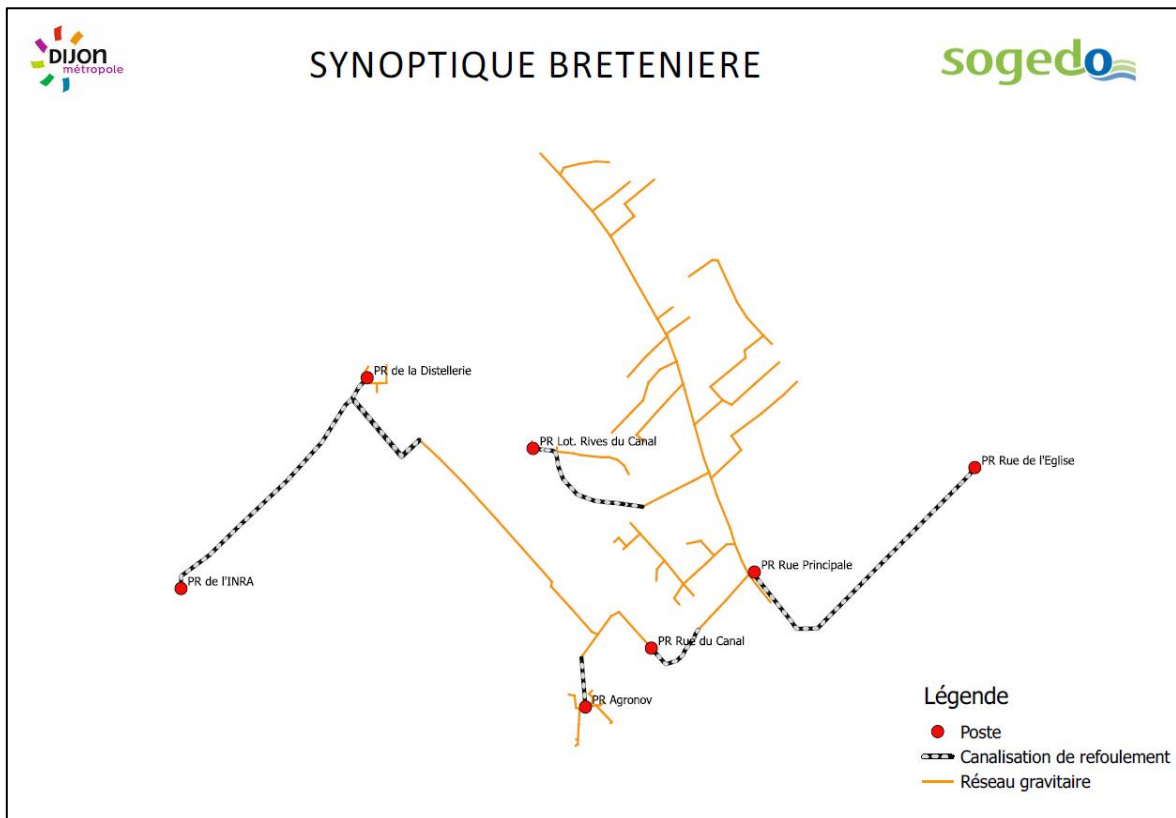 DIJON
métropole
SYNOPTIQUE BRETENIERE
sogedo
PR de la Distellerie
PR Lot. Rives du Canal
PR Rue de l'Eglise
PR Rue Principale
PR de l'INRA
PR Rue du Canal
PR Agronov
Légende
Poste
Canalisation de refoulement
Réseau gravitaire